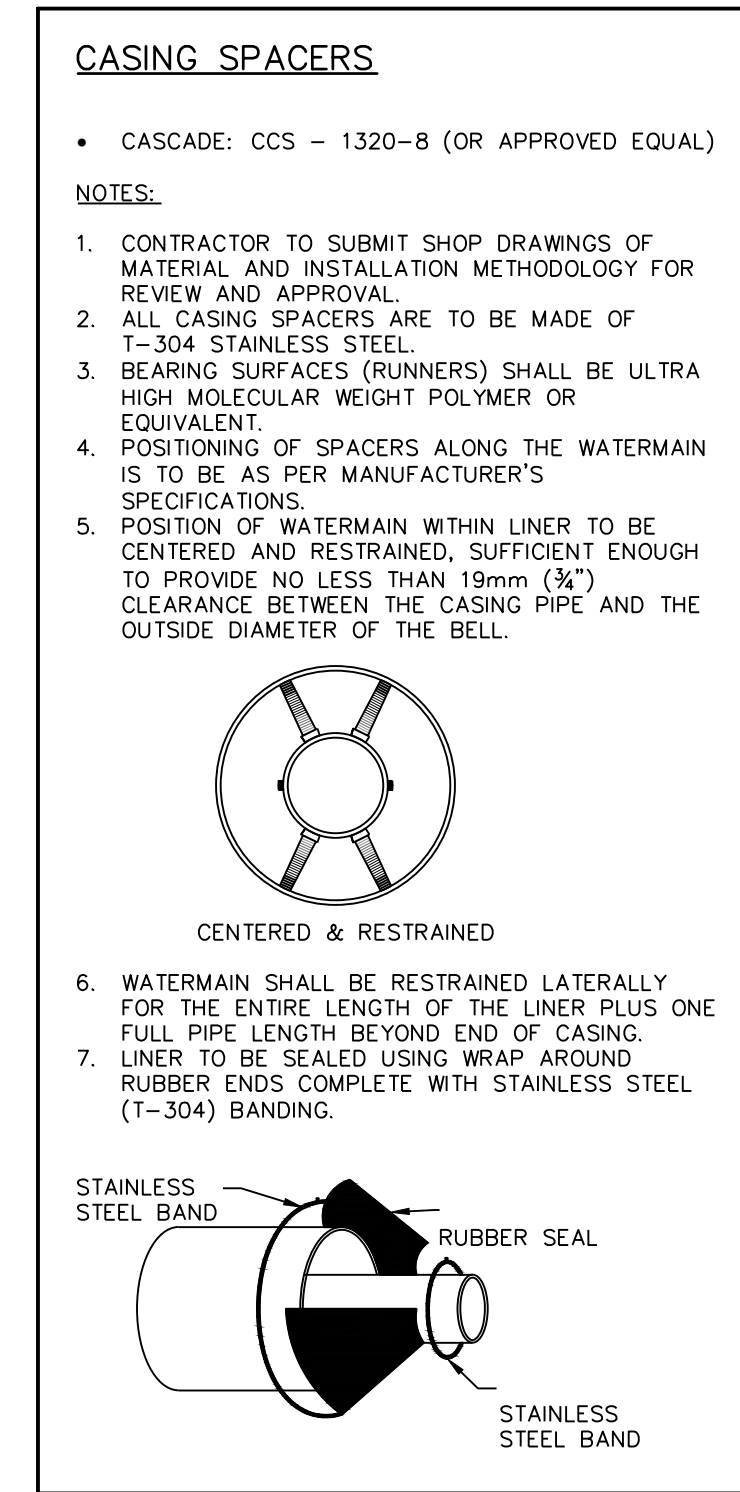 CASING SPACERS
• CASCADE: CCS – 1320–8 (OR APPROVED EQUAL)
NOTES:
1. CONTRACTOR TO SUBMIT SHOP DRAWINGS OF
MATERIAL AND INSTALLATION METHODOLOGY FOR
REVIEW AND APPROVAL.
2. ALL CASING SPACERS ARE TO BE MADE OF
T–304 STAINLESS STEEL.
3. BEARING SURFACES (RUNNERS) SHALL BE ULTRA
HIGH MOLECULAR WEIGHT POLYMER OR
EQUIVALENT.
4. POSITIONING OF SPACERS ALONG THE WATERMAIN
IS TO BE AS PER MANUFACTURER'S
SPECIFICATIONS.
5. POSITION OF WATERMAIN WITHIN LINER TO BE
CENTERED AND RESTRAINED, SUFFICIENT ENOUGH
TO PROVIDE NO LESS THAN 19mm (¾")
CLEARANCE BETWEEN THE CASING PIPE AND THE
OUTSIDE DIAMETER OF THE BELL.
CENTERED & RESTRAINED
6. WATERMAIN SHALL BE RESTRAINED LATERALLY
FOR THE ENTIRE LENGTH OF THE LINER PLUS ONE
FULL PIPE LENGTH BEYOND END OF CASING.
7. LINER TO BE SEALED USING WRAP AROUND
RUBBER ENDS COMPLETE WITH STAINLESS STEEL
(T–304) BANDING.
STAINLESS
STEEL BAND
RUBBER SEAL
STAINLESS
STEEL BAND